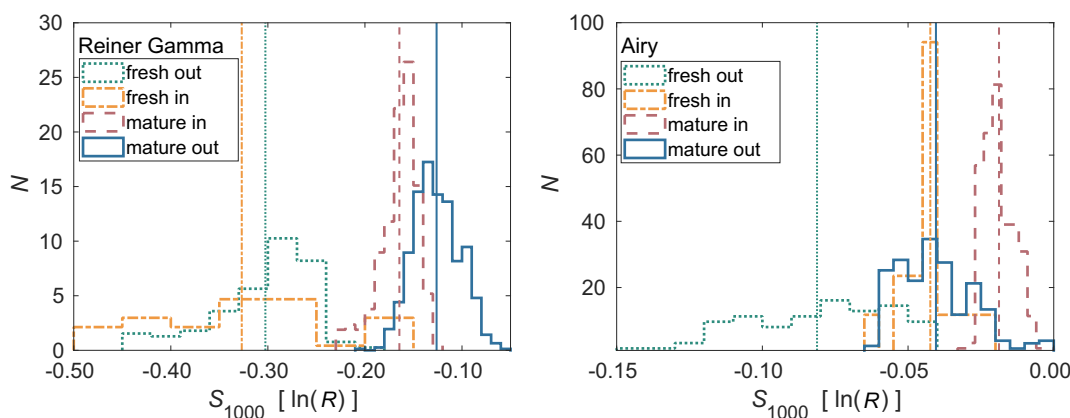 30
25
20
15
10
5
0
N
Reiner Gamma
fresh out
fresh in
mature in
mature out
-0.50
-0.40
-0.30
-0.20
-0.10
S1000 [ ln(R) ]
100
80
60
40
20
N
Airy
fresh out
fresh in
mature in
mature out
-0.15
-0.10
-0.05
0.00
S1000 [ ln(R) ]